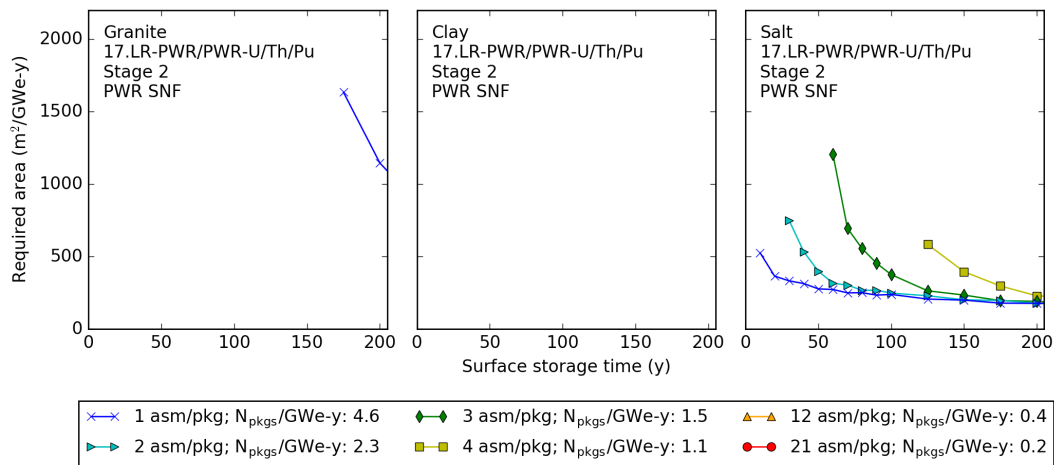 Granite
17.LR-PWR/PWR-U/Th/Pu
Stage 2
PWR SNF
Clay
17.LR-PWR/PWR-U/Th/Pu
Stage 2
PWR SNF
Salt
17.LR-PWR/PWR-U/Th/Pu
Stage 2
PWR SNF
Required area (m²/GWe-y)
2000
1500
1000
500
0
0 50 100 150 200
0 50 100 150 200
0 50 100 150 200
Surface storage time (y)
1 asm/pkg; Npkgs/GWe-y: 4.6
2 asm/pkg; Npkgs/GWe-y: 2.3
3 asm/pkg; Npkgs/GWe-y: 1.5
4 asm/pkg; Npkgs/GWe-y: 1.1
12 asm/pkg; Npkgs/GWe-y: 0.4
21 asm/pkg; Npkgs/GWe-y: 0.2